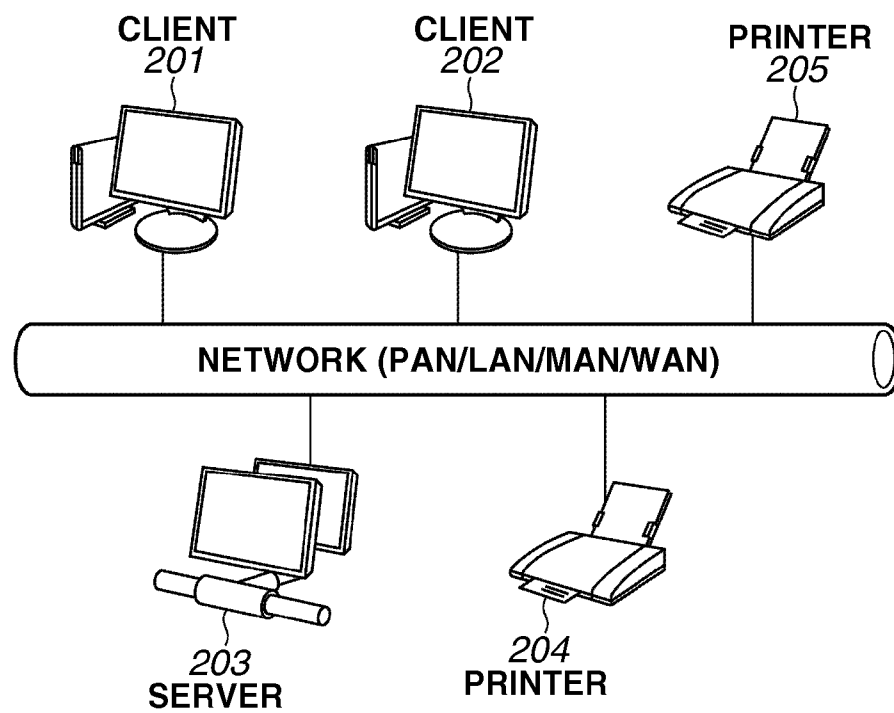 CLIENT
201
CLIENT
202
PRINTER
205
NETWORK (PAN/LAN/MAN/WAN)
203
SERVER
204
PRINTER